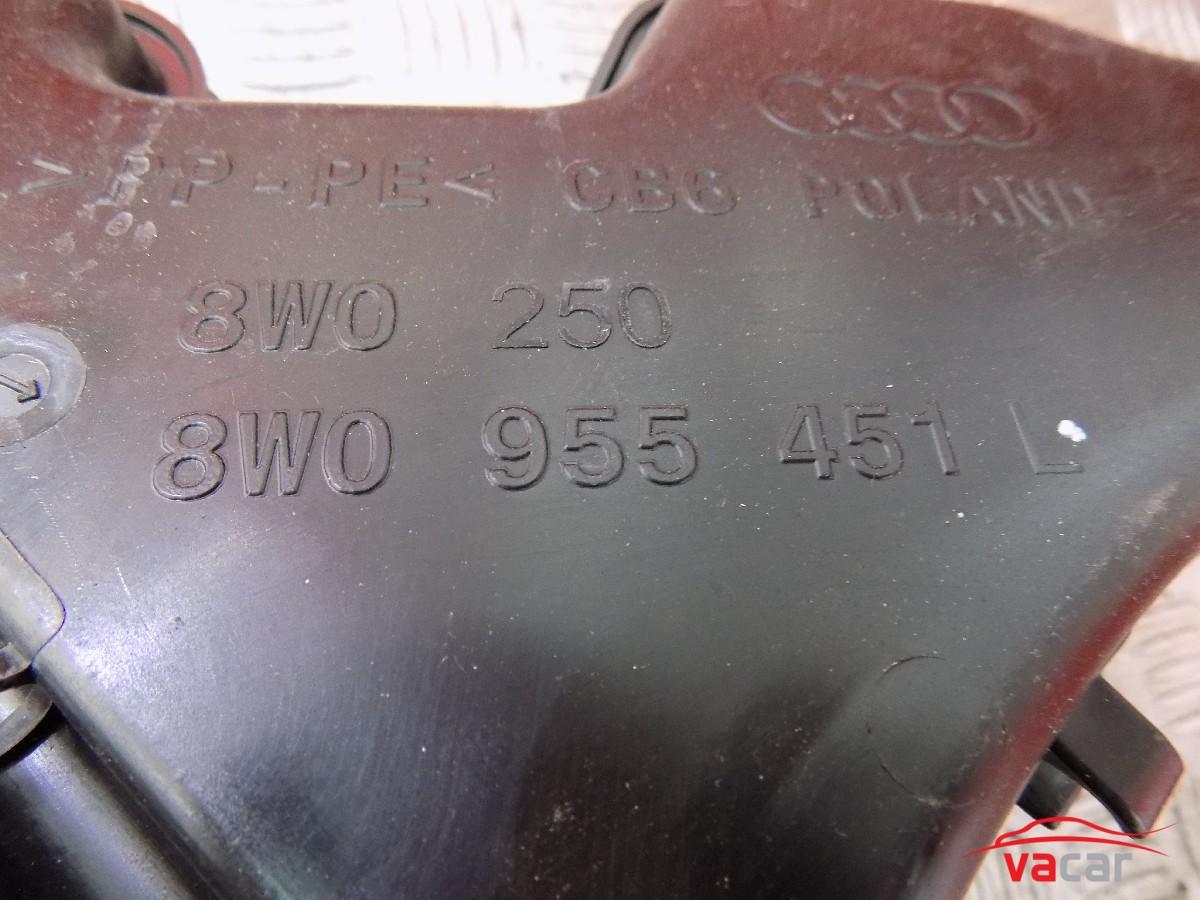 >PP-PE< CB6 POLAND
8W0 250
8W0 955 451 L
vacar